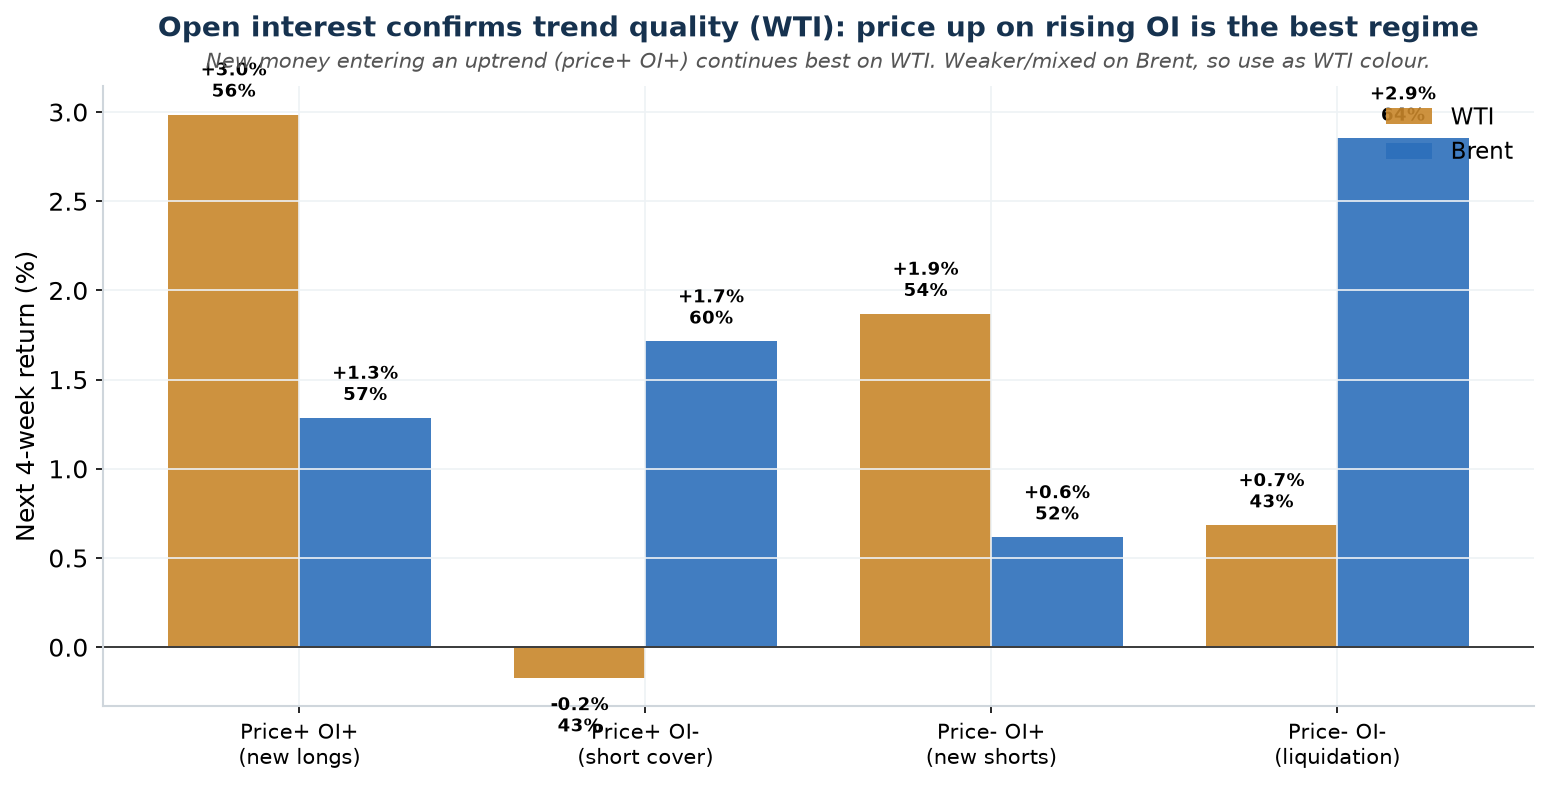 Open interest confirms trend quality (WTI): price up on rising OI is the best regime
New money entering an uptrend (price+ OI+) continues best on WTI. Weaker/mixed on Brent, so use as WTI colour.
+3.0%
56%
+2.9%
64%
WTI
Brent
+1.9%
54%
+1.7%
60%
+1.3%
57%
+0.7%
43%
+0.6%
52%
-0.2%
43%
Next 4-week return (%)
3.0
2.5
2.0
1.5
1.0
0.5
0.0
Price+ OI+
(new longs)
Price+ OI-
(short cover)
Price- OI+
(new shorts)
Price- OI-
(liquidation)